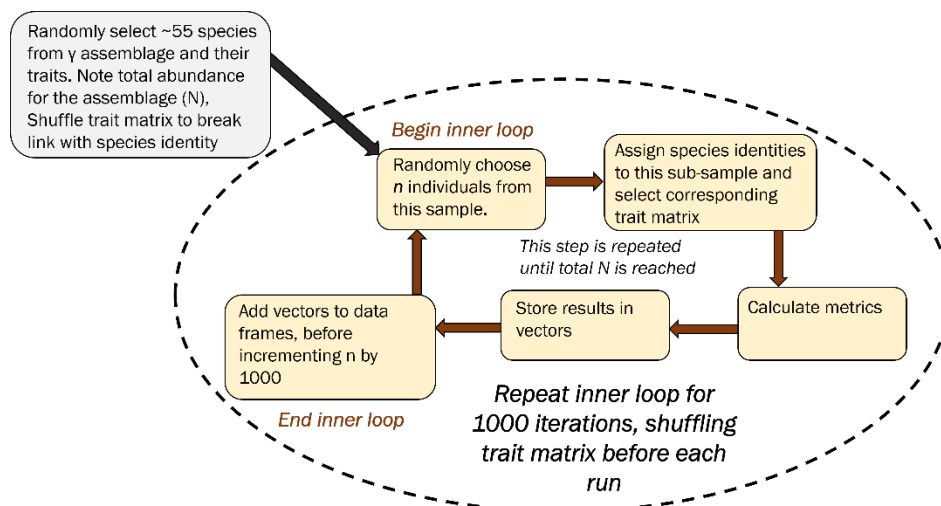 Randomly select ~55 species
from γ assemblage and their
traits. Note total abundance
for the assemblage (N),
Shuffle trait matrix to break
link with species identity
Begin inner loop
Randomly choose
n individuals from
this sample.
Assign species identities
to this sub-sample and
select corresponding
trait matrix
This step is repeated
until total N is reached
Calculate metrics
Store results in
vectors
Add vectors to data
frames, before
incrementing n by
1000
End inner loop
Repeat inner loop for
1000 iterations, shuffling
trait matrix before each
run